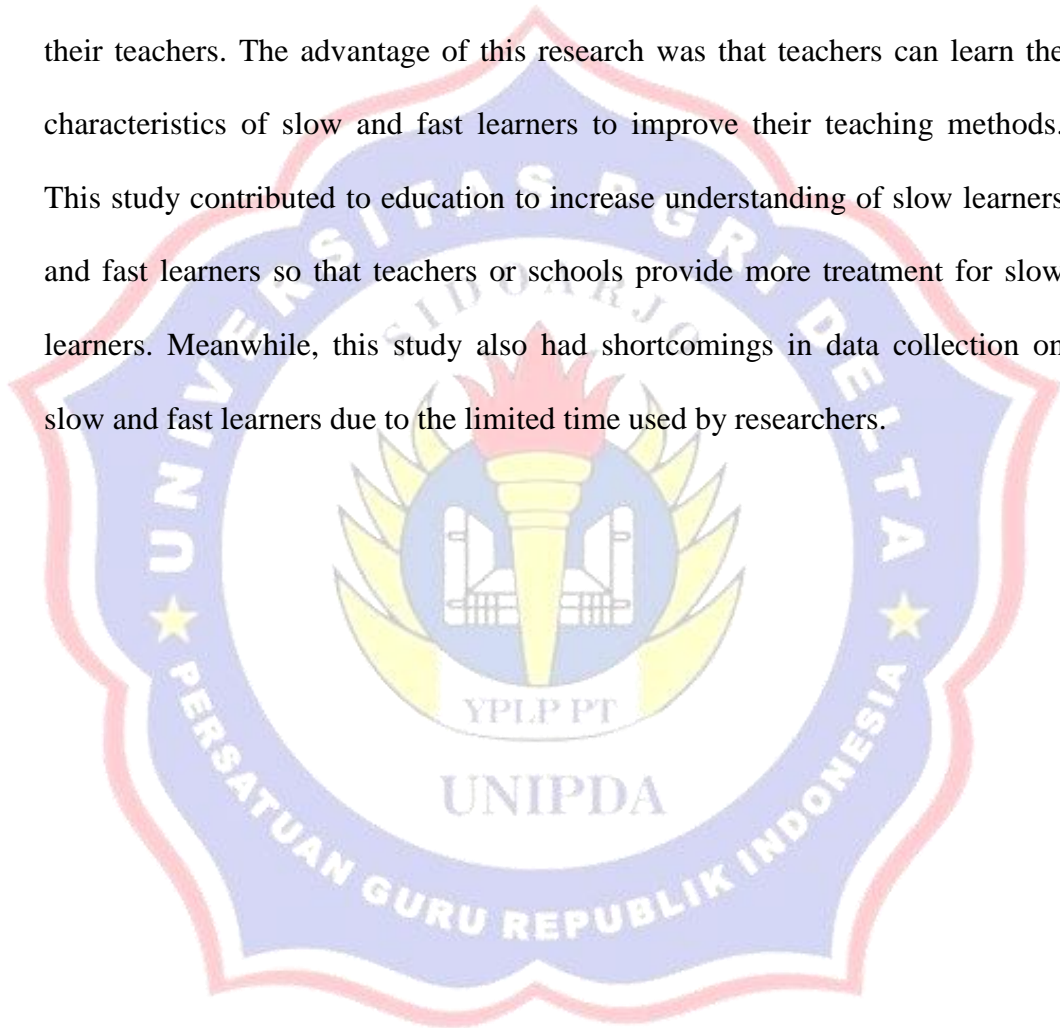 their teachers. The advantage of this research was that teachers can learn the
characteristics of slow and fast learners to improve their teaching methods.
This study contributed to education to increase understanding of slow learners
and fast learners so that teachers or schools provide more treatment for slow
learners. Meanwhile, this study also had shortcomings in data collection on
slow and fast learners due to the limited time used by researchers.
UNIVERSITAS PGRI DELTA
SIDOARJO
YPLP PT
UNIPDA
PERSATUAN GURU REPUBLIK INDONESIA